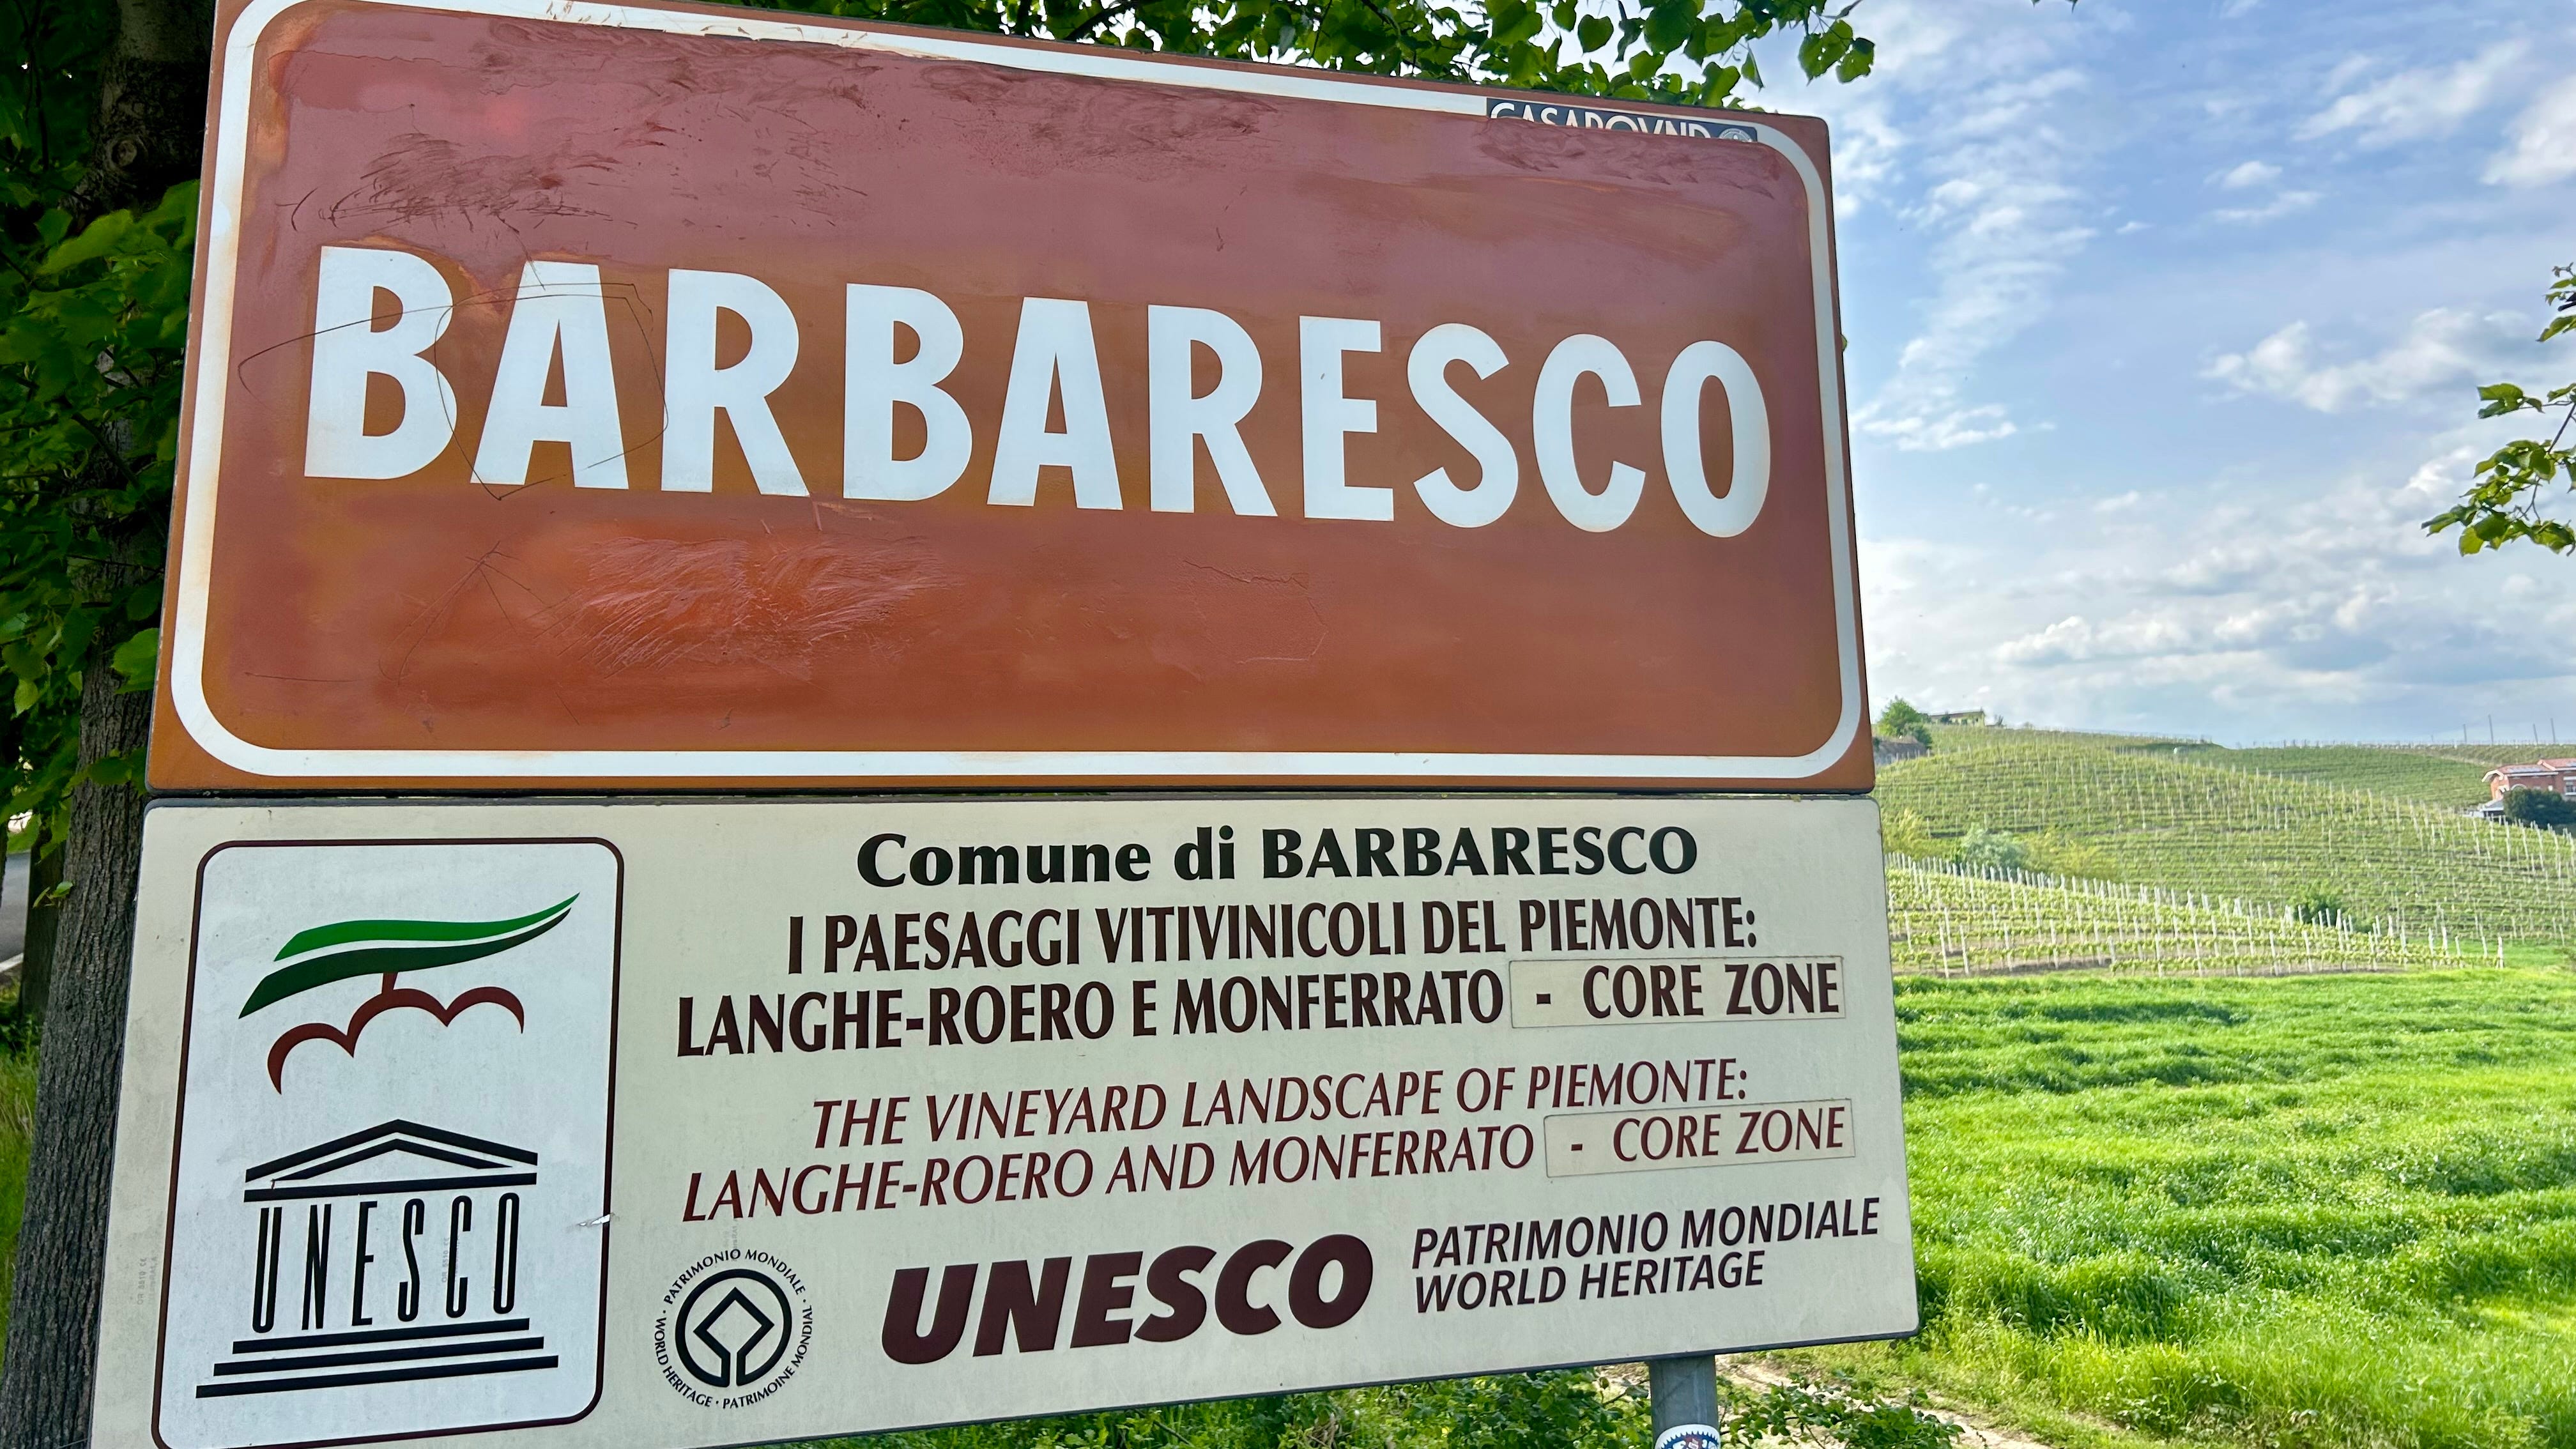 CASAPOVND
BARBARESCO
Comune di BARBARESCO
I PAESAGGI VITIVINICOLI DEL PIEMONTE:
LANGHE-ROERO E MONFERRATO - CORE ZONE
THE VINEYARD LANDSCAPE OF PIEMONTE:
LANGHE-ROERO AND MONFERRATO - CORE ZONE
UNESCO
PATRIMONIO MONDIALE • WORLD HERITAGE • PATRIMOINE MONDIAL •
UNESCO
PATRIMONIO MONDIALE
WORLD HERITAGE